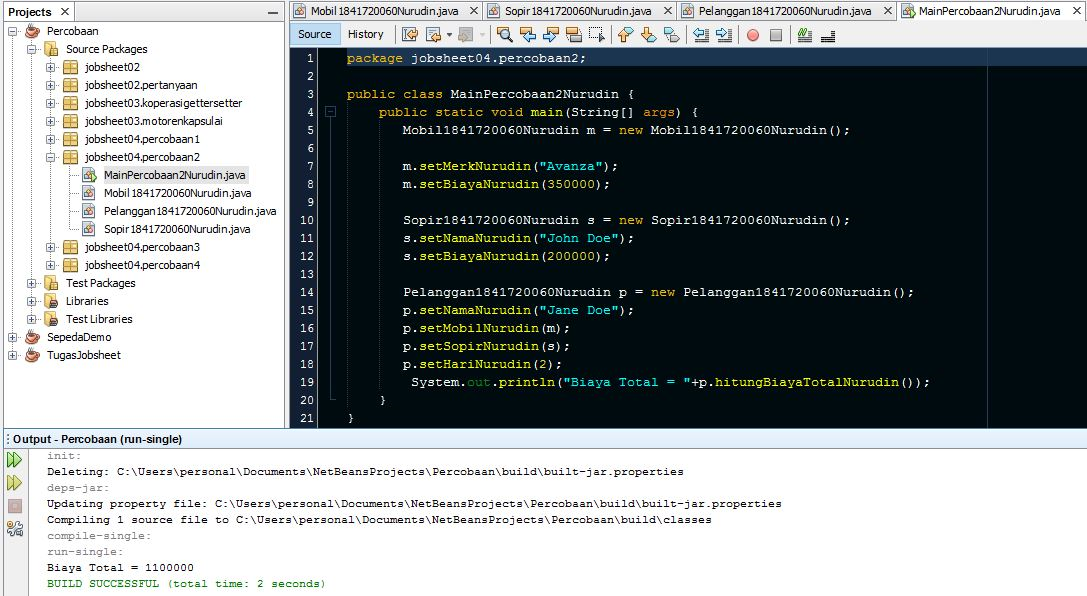 Projects
Percobaan
Source Packages
jobsheet02
jobsheet02.pertanyaan
jobsheet03.koperasigettersetter
jobsheet03.motorenkapsulai
jobsheet04.percobaan1
jobsheet04.percobaan2
MainPercobaan2Nurudin.java
Mobil1841720060Nurudin.java
Pelanggan1841720060Nurudin.java
Sopir1841720060Nurudin.java
jobsheet04.percobaan3
jobsheet04.percobaan4
Test Packages
Libraries
Test Libraries
SepedaDemo
TugasJobsheet
Mobil1841720060Nurudin.java Sopir1841720060Nurudin.java Pelanggan1841720060Nurudin.java MainPercobaan2Nurudin.java
Source History
1 package jobsheet04.percobaan2;
2
3 public class MainPercobaan2Nurudin {
4 public static void main(String[] args) {
5 Mobil1841720060Nurudin m = new Mobil1841720060Nurudin();
6
7 m.setMerkNurudin("Avanza");
8 m.setBiayaNurudin(350000);
9
10 Sopir1841720060Nurudin s = new Sopir1841720060Nurudin();
11 s.setNamaNurudin("John Doe");
12 s.setBiayaNurudin(200000);
13
14 Pelanggan1841720060Nurudin p = new Pelanggan1841720060Nurudin();
15 p.setNamaNurudin("Jane Doe");
16 p.setMobilNurudin(m);
17 p.setSopirNurudin(s);
18 p.setHariNurudin(2);
19 System.out.println("Biaya Total = "+p.hitungBiayaTotalNurudin());
20 }
21 }
Output - Percobaan (run-single)
init:
Deleting: C:\Users\personal\Documents\NetBeansProjects\Percobaan\build\built-jar.properties
deps-jar:
Updating property file: C:\Users\personal\Documents\NetBeansProjects\Percobaan\build\built-jar.properties
Compiling 1 source file to C:\Users\personal\Documents\NetBeansProjects\Percobaan\build\classes
compile-single:
run-single:
Biaya Total = 1100000
BUILD SUCCESSFUL (total time: 2 seconds)